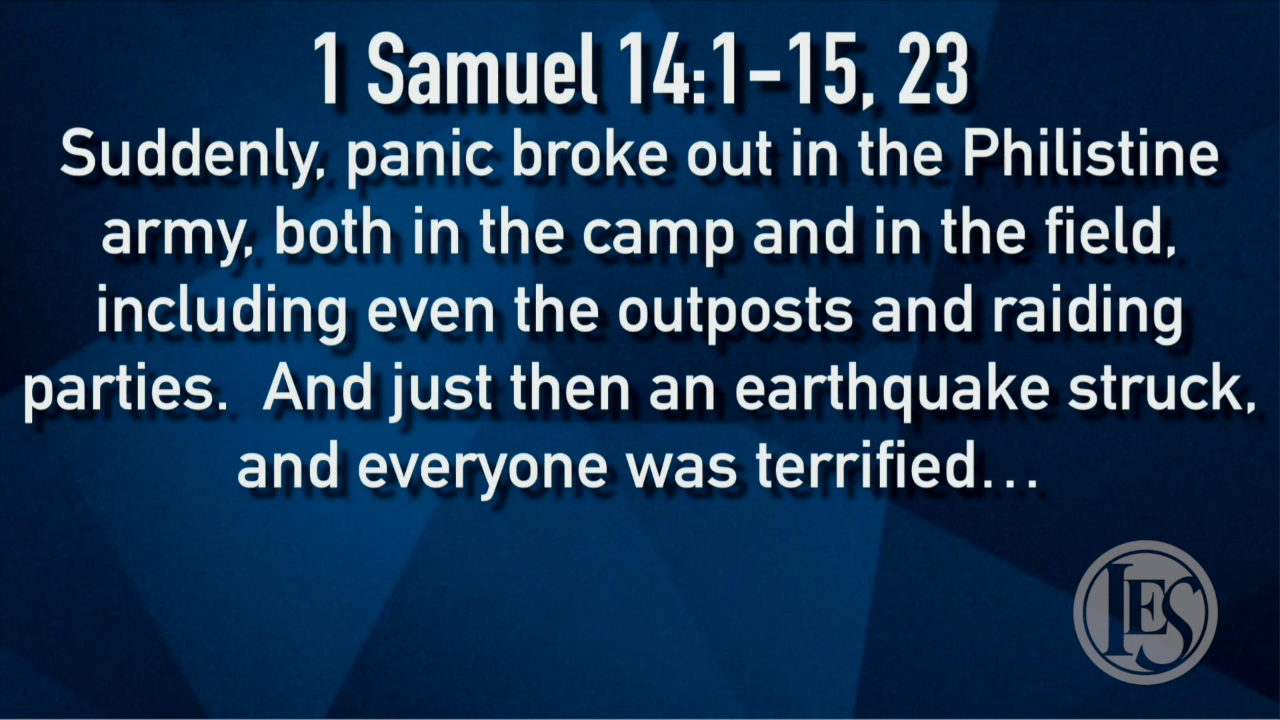 1 Samuel 14:1–15, 23
Suddenly, panic broke out in the Philistine
army, both in the camp and in the field,
including even the outposts and raiding
parties.  And just then an earthquake struck,
and everyone was terrified…
LES